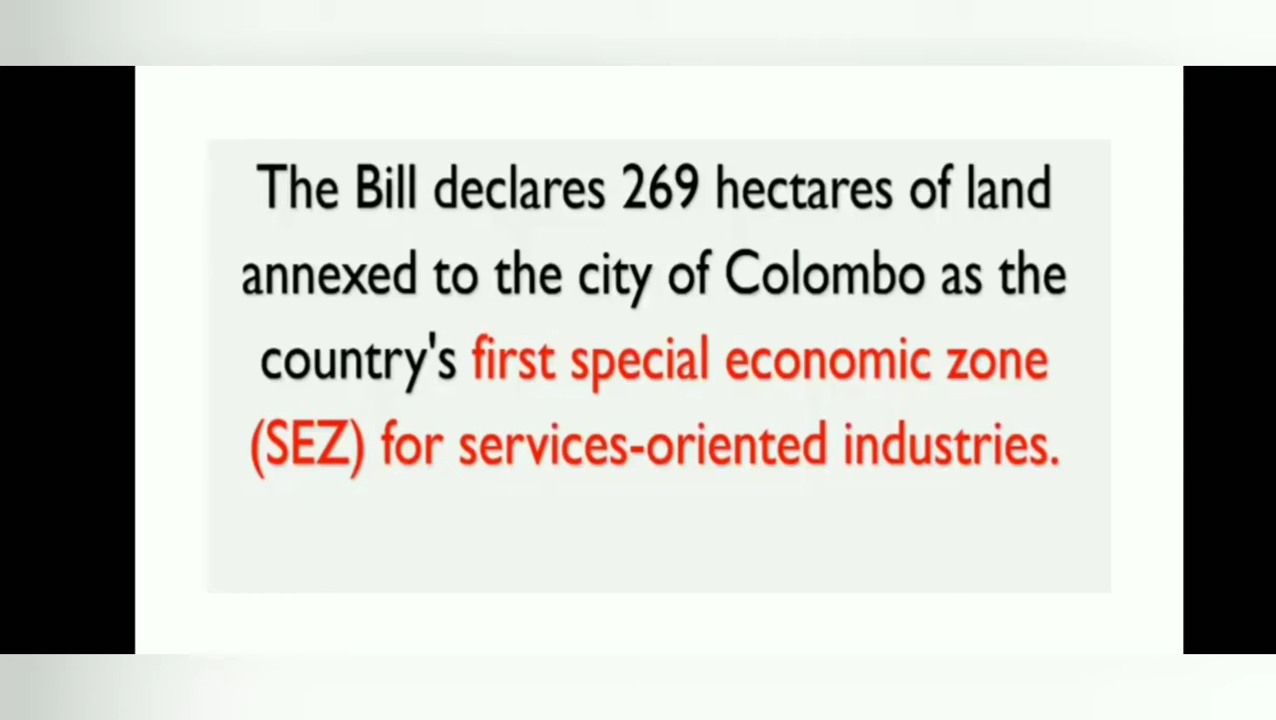 The Bill declares 269 hectares of land
annexed to the city of Colombo as the
country's first special economic zone
(SEZ) for services-oriented industries.